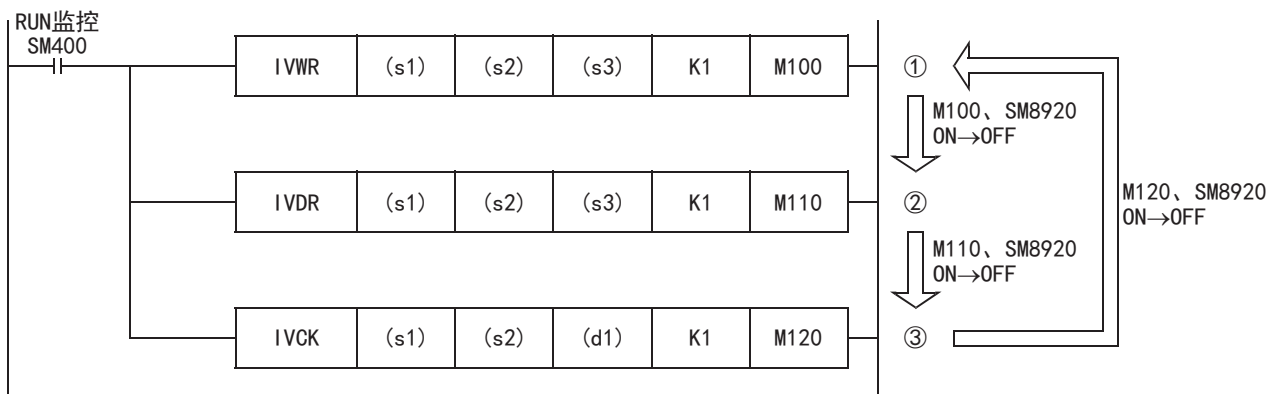 RUN监控
SM400
IVWR (s1) (s2) (s3) K1 M100 ①
M100、SM8920
ON→OFF
IVDR (s1) (s2) (s3) K1 M110 ②
M120、SM8920
ON→OFF
M110、SM8920
ON→OFF
IVCK (s1) (s2) (d1) K1 M120 ③